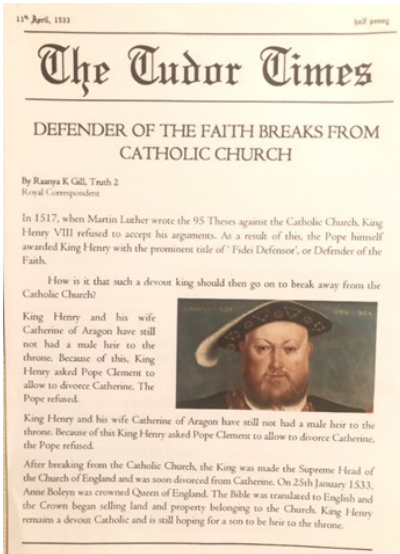 11th April, 1533
half penny
The Tudor Times
DEFENDER OF THE FAITH BREAKS FROM
CATHOLIC CHURCH
By Raanya K Gill, Truth 2
Royal Correspondent
In 1517, when Martin Luther wrote the 95 Theses against the Catholic Church, King
Henry VIII refused to accept his arguments. As a result of this, the Pope himself
awarded King Henry with the prominent title of ' Fidei Defensor', or Defender of the
Faith.
How is it that such a devout king should then go on to break away from the
Catholic Church?
King Henry and his wife
Catherine of Aragon have still
not had a male heir to the
throne. Because of this, King
Henry asked Pope Clement to
allow to divorce Catherine. The
Pope refused.
King Henry and his wife Catherine of Aragon have still not had a male heir to the
throne. Because of this King Henry asked Pope Clement to allow to divorce Catherine,
the Pope refused.
After breaking from the Catholic Church, the King was made the Supreme Head of
the Church of England and was soon divorced from Catherine. On 25th January 1533,
Anne Boleyn was crowned Queen of England. The Bible was translated to English and
the Crown began selling land and property belonging to the Church. King Henry
remains a devout Catholic and is still hoping for a son to be heir to the throne.